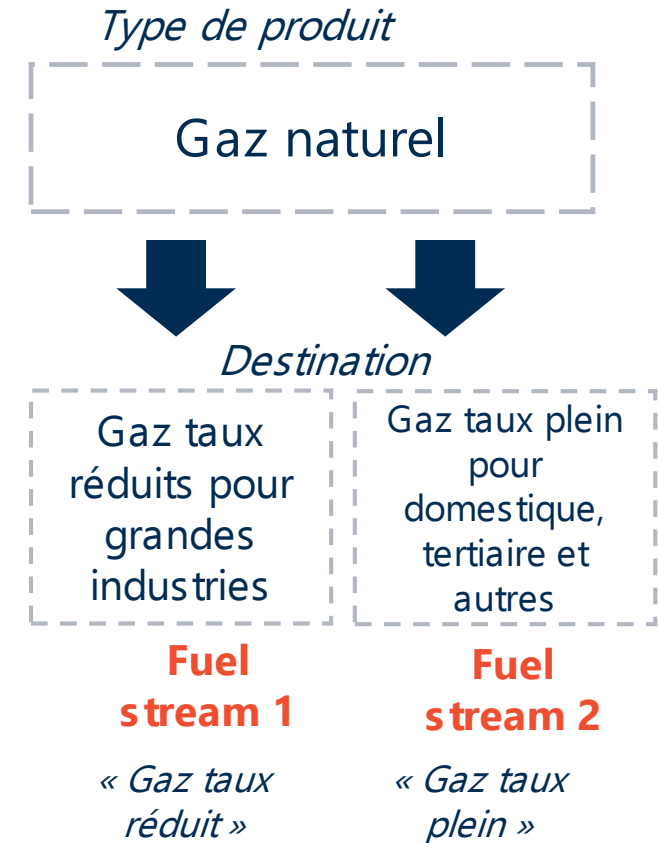 Type de produit
Gaz naturel
Destination
Gaz taux
réduits pour
grandes
industries
Gaz taux plein
pour
domestique,
tertiaire et
autres
Fuel
stream 1
Fuel
stream 2
« Gaz taux
réduit »
« Gaz taux
plein »